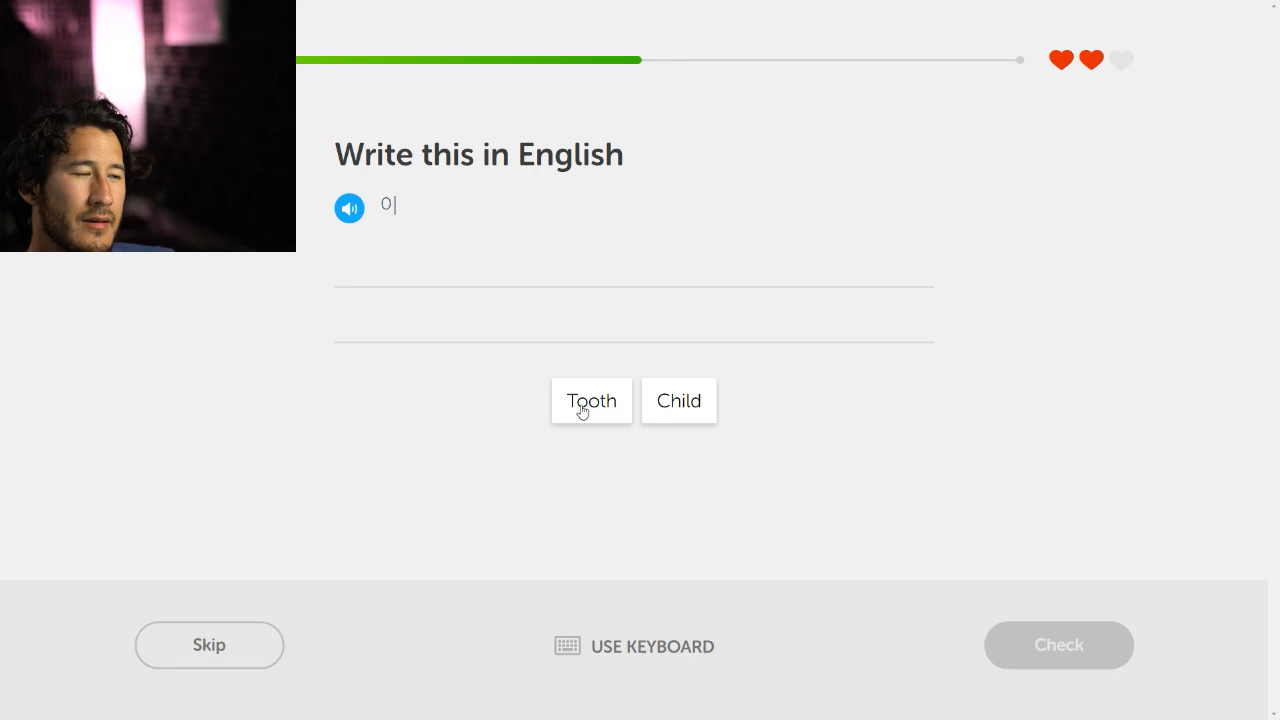 Write this in English
이
Tooth
Child
Skip
USE KEYBOARD
Check